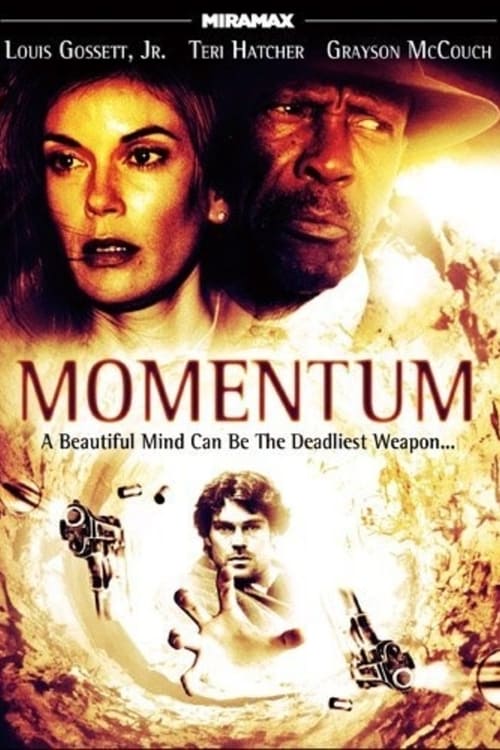 MIRAMAX
LOUIS GOSSETT, JR. TERI HATCHER GRAYSON MCCOUCH
MOMENTUM
A Beautiful Mind Can Be The Deadliest Weapon...